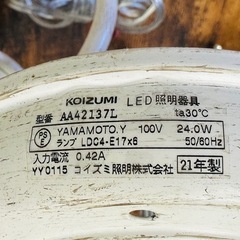 KOIZUMI LED照明器具
型番 AA42137L ta30℃
PS E YAMAMOTO.Y 100V 24.0W
ランプ LDC4-E17x6 50/60Hz
入力電流 0.42A
YY0115 コイズミ照明株式会社 21年製